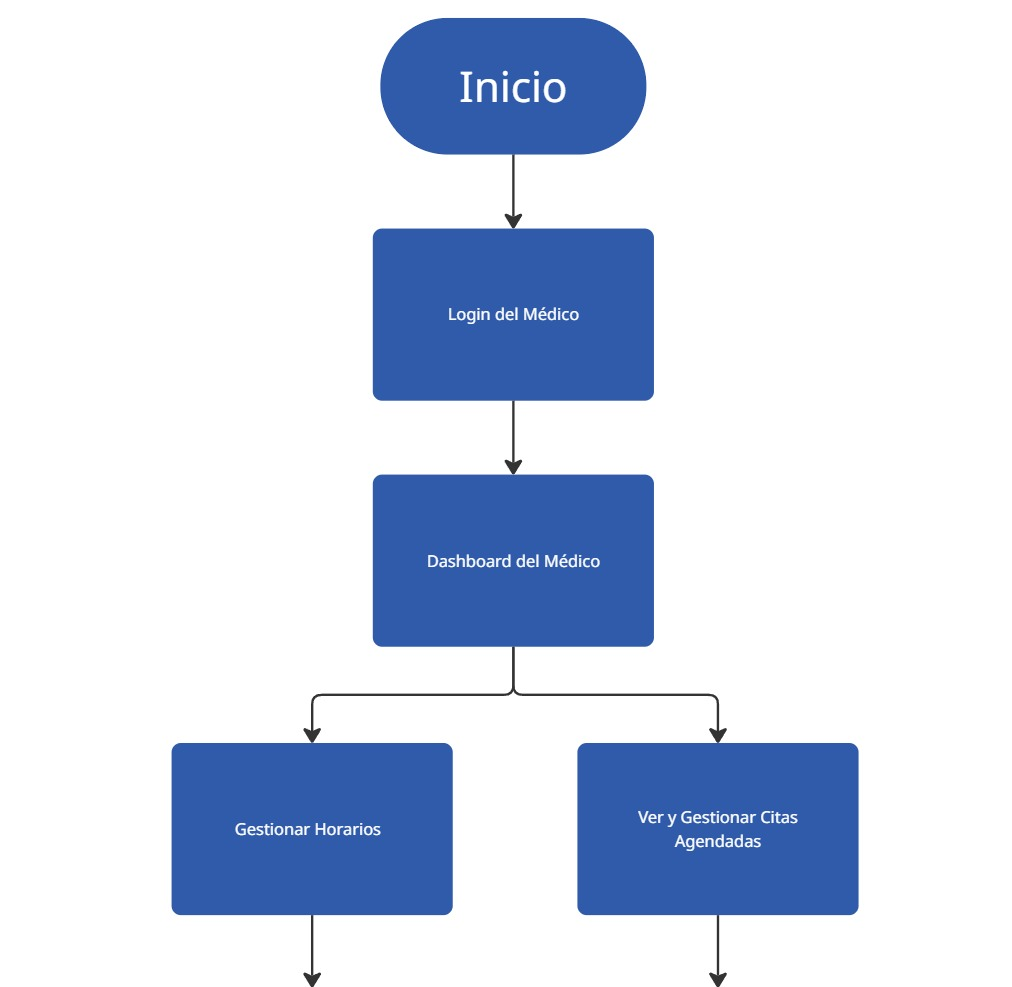 Inicio
Login del Médico
Dashboard del Médico
Gestionar Horarios
Ver y Gestionar Citas
Agendadas